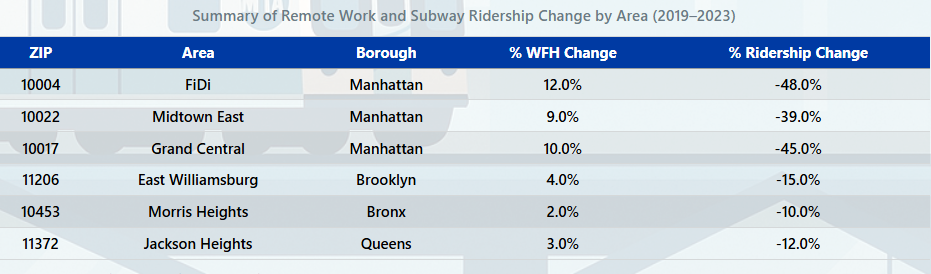 Summary of Remote Work and Subway Ridership Change by Area (2019–2023)
ZIP Area Borough % WFH Change % Ridership Change
10004 FiDi Manhattan 12.0% -48.0%
10022 Midtown East Manhattan 9.0% -39.0%
10017 Grand Central Manhattan 10.0% -45.0%
11206 East Williamsburg Brooklyn 4.0% -15.0%
10453 Morris Heights Bronx 2.0% -10.0%
11372 Jackson Heights Queens 3.0% -12.0%